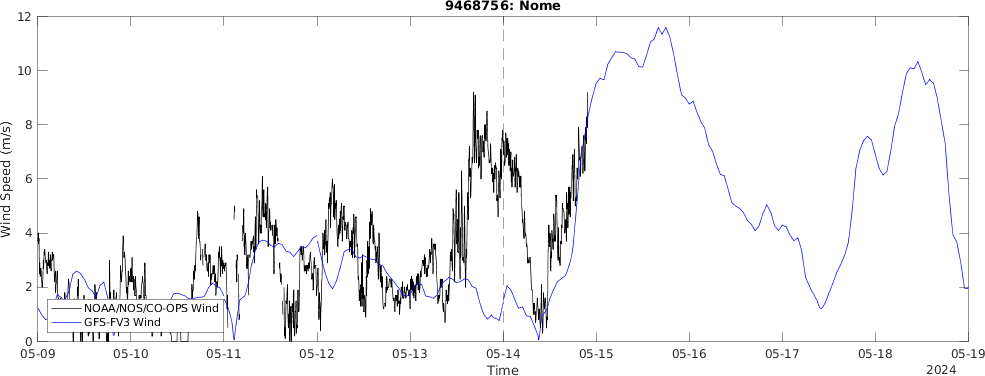 9468756: Nome
12
10
8
6
4
2
0
Wind Speed (m/s)
NOAA/NOS/CO-OPS Wind
GFS-FV3 Wind
05-09 05-10 05-11 05-12 05-13 05-14 05-15 05-16 05-17 05-18 05-19
Time
2024